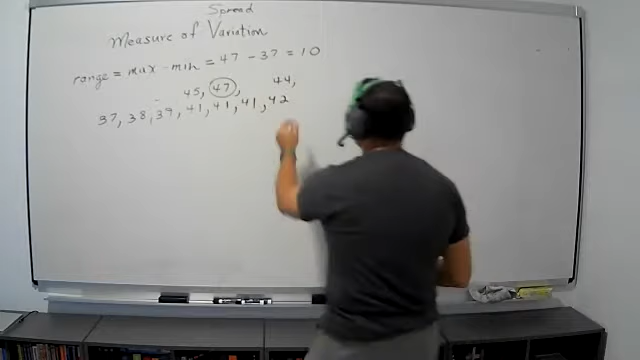 Spread
Measure of Variation
range = max - min = 47 - 37 = 10
45, 47, 44,
37, 38, 39, 41, 41, 41, 42